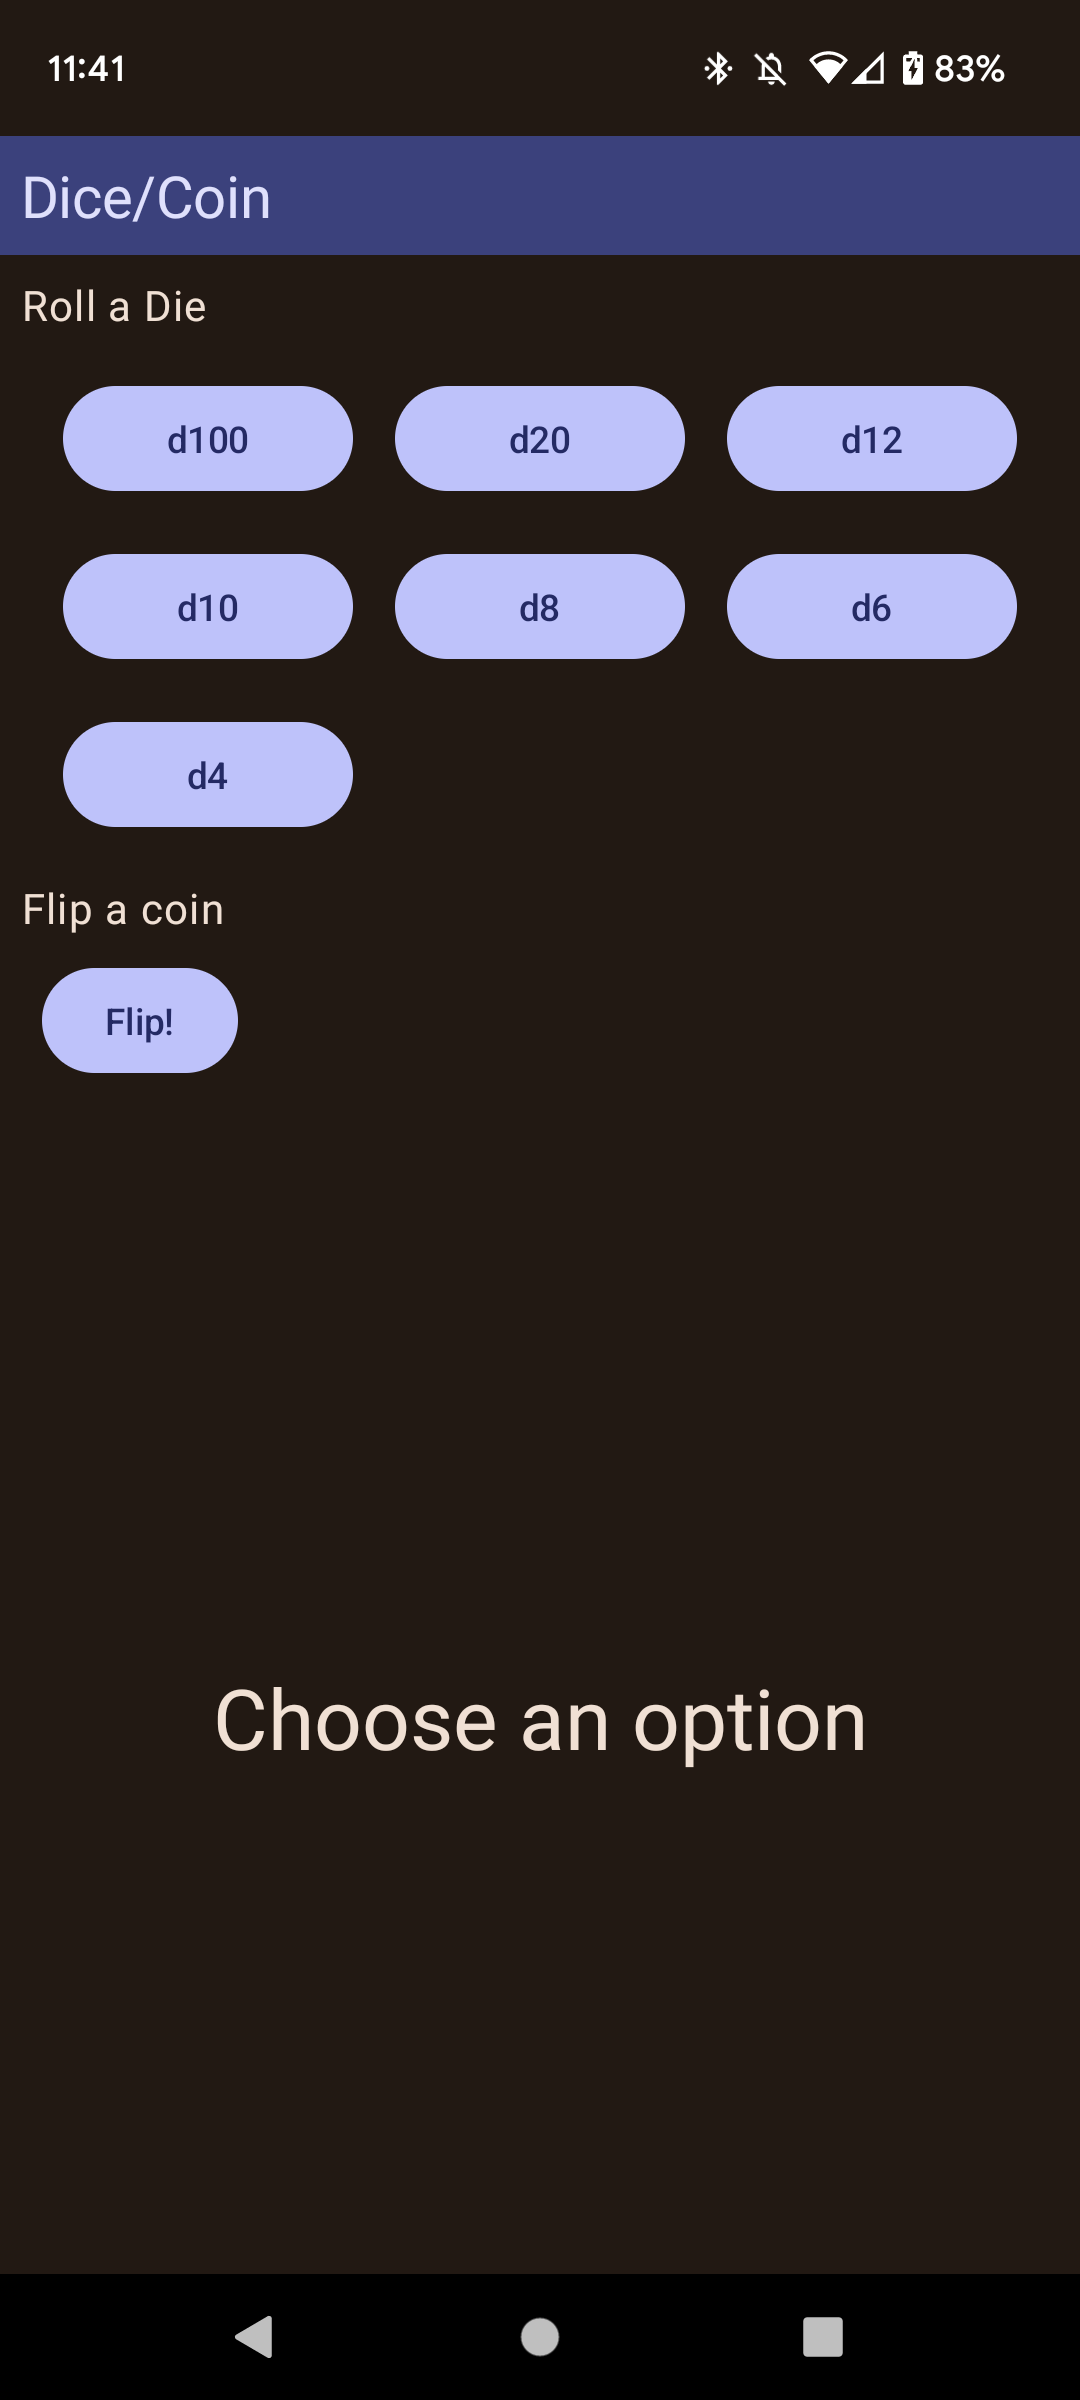 11:41 83%
Dice/Coin
Roll a Die
d100 d20 d12
d10 d8 d6
d4
Flip a coin
Flip!
Choose an option